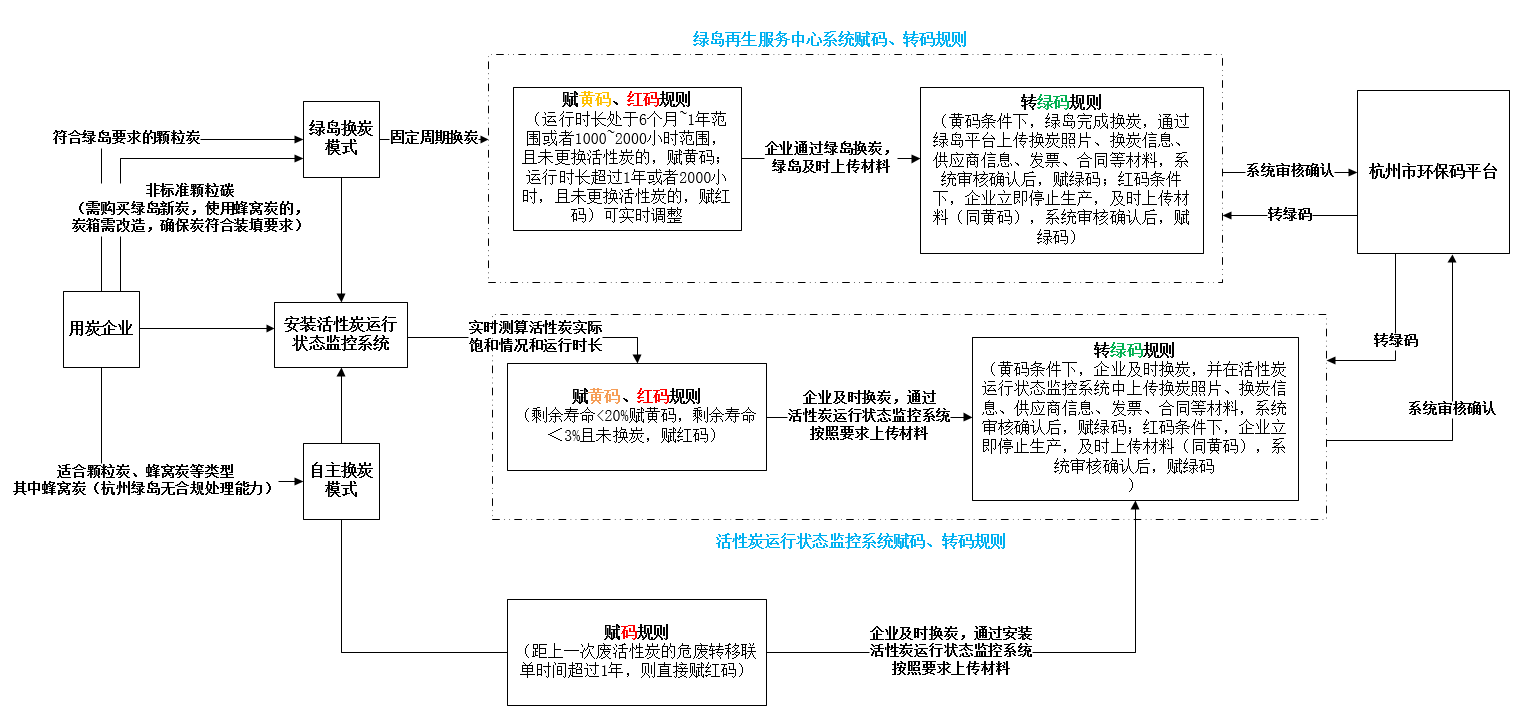 绿岛再生服务中心系统赋码、转码规则
符合绿岛要求的颗粒炭
绿岛换炭
模式
固定周期换炭
赋黄码、红码规则
（运行时长处于6个月~1年范
围或者1000~2000小时范围，
且未更换活性炭的，赋黄码；
运行时长超过1年或者2000小
时，且未更换活性炭的，赋红
码）可实时调整
企业通过绿岛换炭，
绿岛及时上传材料
转绿码规则
（黄码条件下，绿岛完成换炭，通过
绿岛平台上传换炭照片、换炭信息、
供应商信息、发票、合同等材料，系
统审核确认后，赋绿码；红码条件
下，企业立即停止生产，及时上传材
料（同黄码），系统审核确认后，赋
绿码）
系统审核确认
转绿码
杭州市环保码平台
非标准颗粒碳
（需购买绿岛新炭，使用蜂窝炭的，
炭箱需改造，确保炭符合装填要求）
用炭企业
安装活性炭运行
状态监控系统
实时测算活性炭实际
饱和情况和运行时长
赋黄码、红码规则
（剩余寿命<20%赋黄码，剩余寿命
＜3%且未换炭，赋红码）
企业及时换炭，通过
活性炭运行状态监控系统
按照要求上传材料
转绿码规则
（黄码条件下，企业及时换炭，并在活性炭
运行状态监控系统中上传换炭照片、换炭信
息、供应商信息、发票、合同等材料，系统
审核确认后，赋绿码；红码条件下，企业立
即停止生产，及时上传材料（同黄码），系
统审核确认后，赋绿码
）
转绿码
系统审核确认
适合颗粒炭、蜂窝炭等类型
其中蜂窝炭（杭州绿岛无合规处理能力）
自主换炭
模式
活性炭运行状态监控系统赋码、转码规则
赋码规则
（距上一次废活性炭的危废转移联
单时间超过1年，则直接赋红码）
企业及时换炭，通过安装
活性炭运行状态监控系统
按照要求上传材料